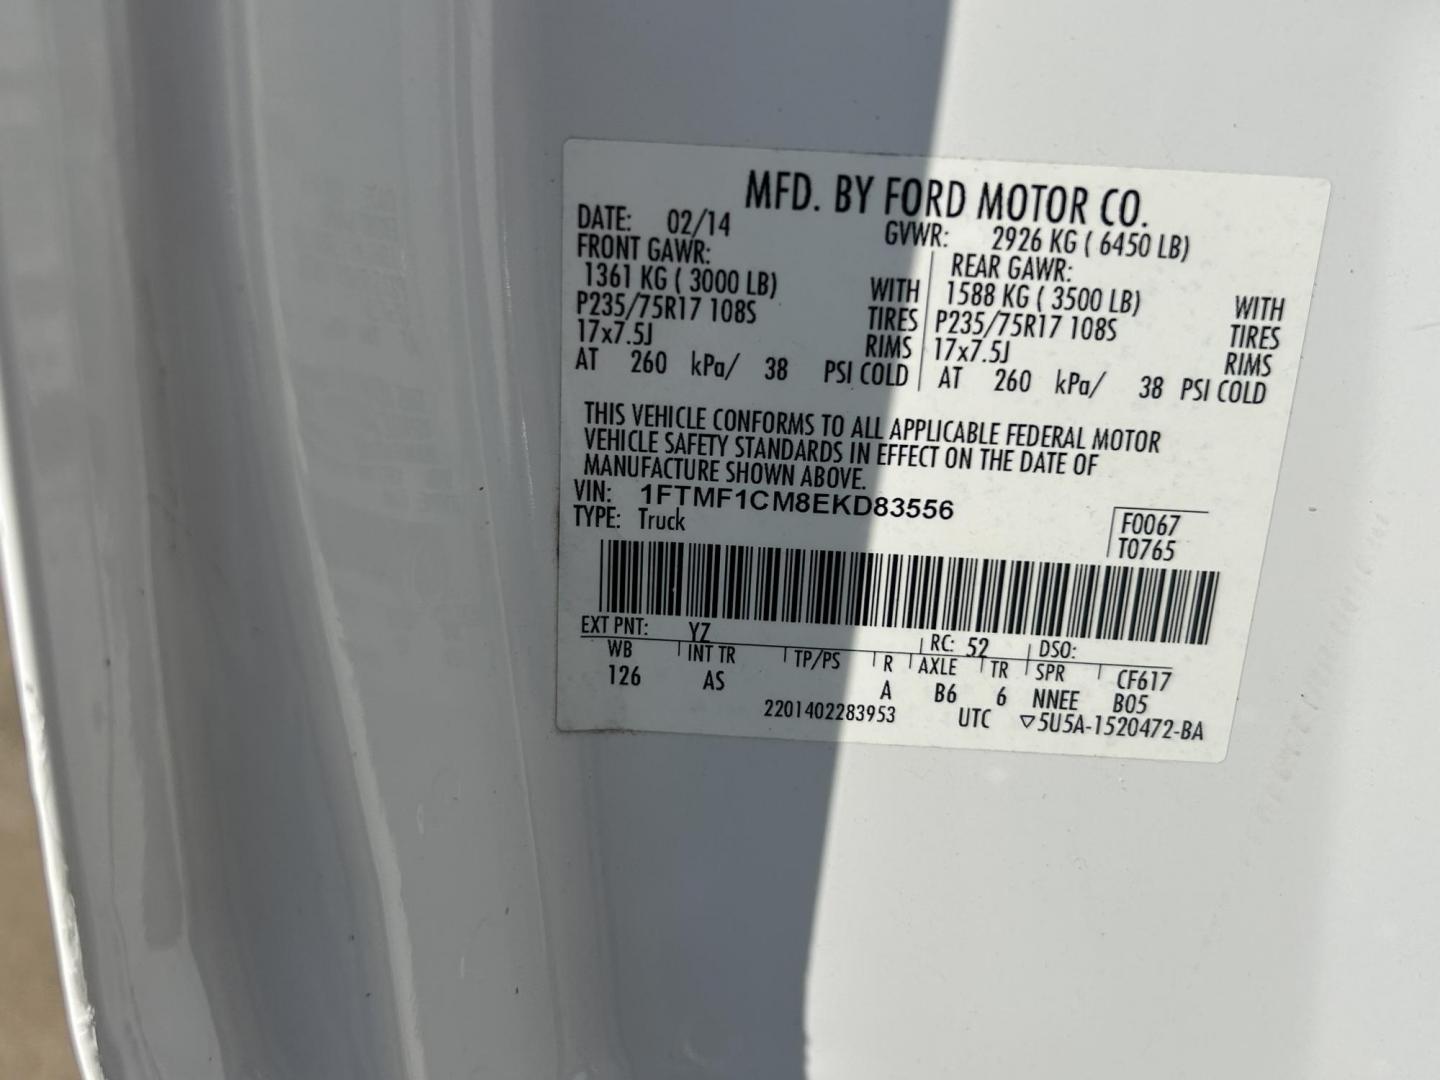 MFD. BY FORD MOTOR CO.
DATE: 02/14 GVWR: 2926 KG ( 6450 LB)
FRONT GAWR: REAR GAWR:
1361 KG ( 3000 LB) WITH 1588 KG ( 3500 LB) WITH
P235/75R17 108S TIRES P235/75R17 108S TIRES
17x7.5J RIMS 17x7.5J RIMS
AT 260 kPa/ 38 PSI COLD AT 260 kPa/ 38 PSI COLD
THIS VEHICLE CONFORMS TO ALL APPLICABLE FEDERAL MOTOR
VEHICLE SAFETY STANDARDS IN EFFECT ON THE DATE OF
MANUFACTURE SHOWN ABOVE.
VIN: 1FTMF1CM8EKD83556
TYPE: Truck F0067
T0765
EXT PNT: YZ RC: 52 DSO:
WB INT TR TP/PS R AXLE TR SPR CF617
126 AS A B6 6 NNEE B05
2201402283953 UTC ▽5U5A-1520472-BA